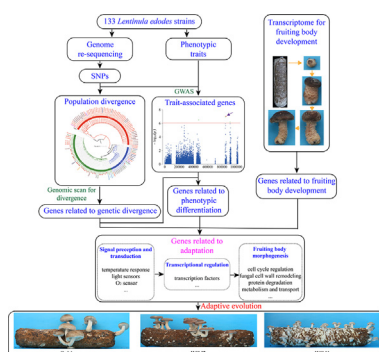 133 Lentinula edodes strains
Transcriptome for
fruiting body
development
Genome
re-sequencing
Phenotypic
traits
SNPs
GWAS
Population divergence
Trait-associated genes
Genomic scan for
divergence
Genes related to genetic divergence
Genes related to
phenotypic
differentiation
Genes related to fruiting
body development
Genes related to
adaptation
Signal preception and
transduction
temperature response
light sensors
O₂ sensor
...
Transcriptional regulation
transcription factors
...
Fruiting body
morphogenesis
cell cycle regulation
fungal cell wall remodeling
protein degradation
metabolism and transport
...
Adaptive evolution